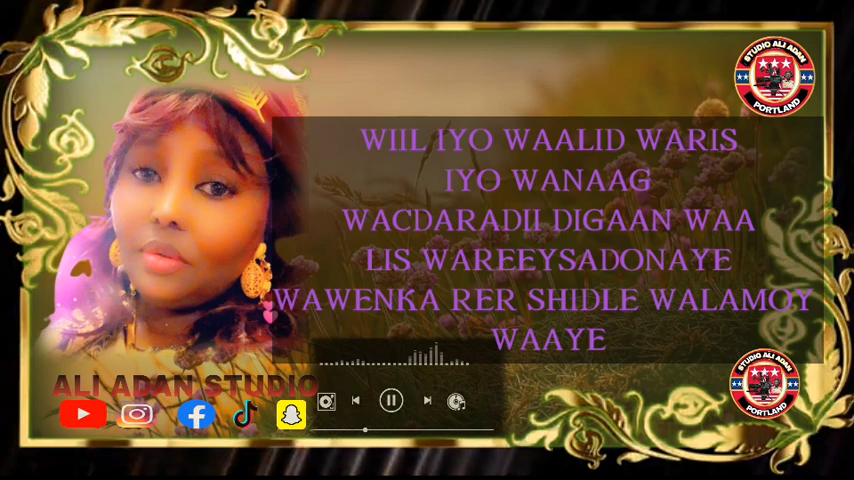 STUDIO ALI ADAN
PORTLAND
WIIL IYO WAALID WARIS
IYO WANAAG
WACDARADII DIGAAN WAA
LIS WAREEYSADONAYE
WAWENKA RER SHIDLE WALAMOY
WAAYE
ALI ADAN STUDIO
STUDIO ALI ADAN
PORTLAND